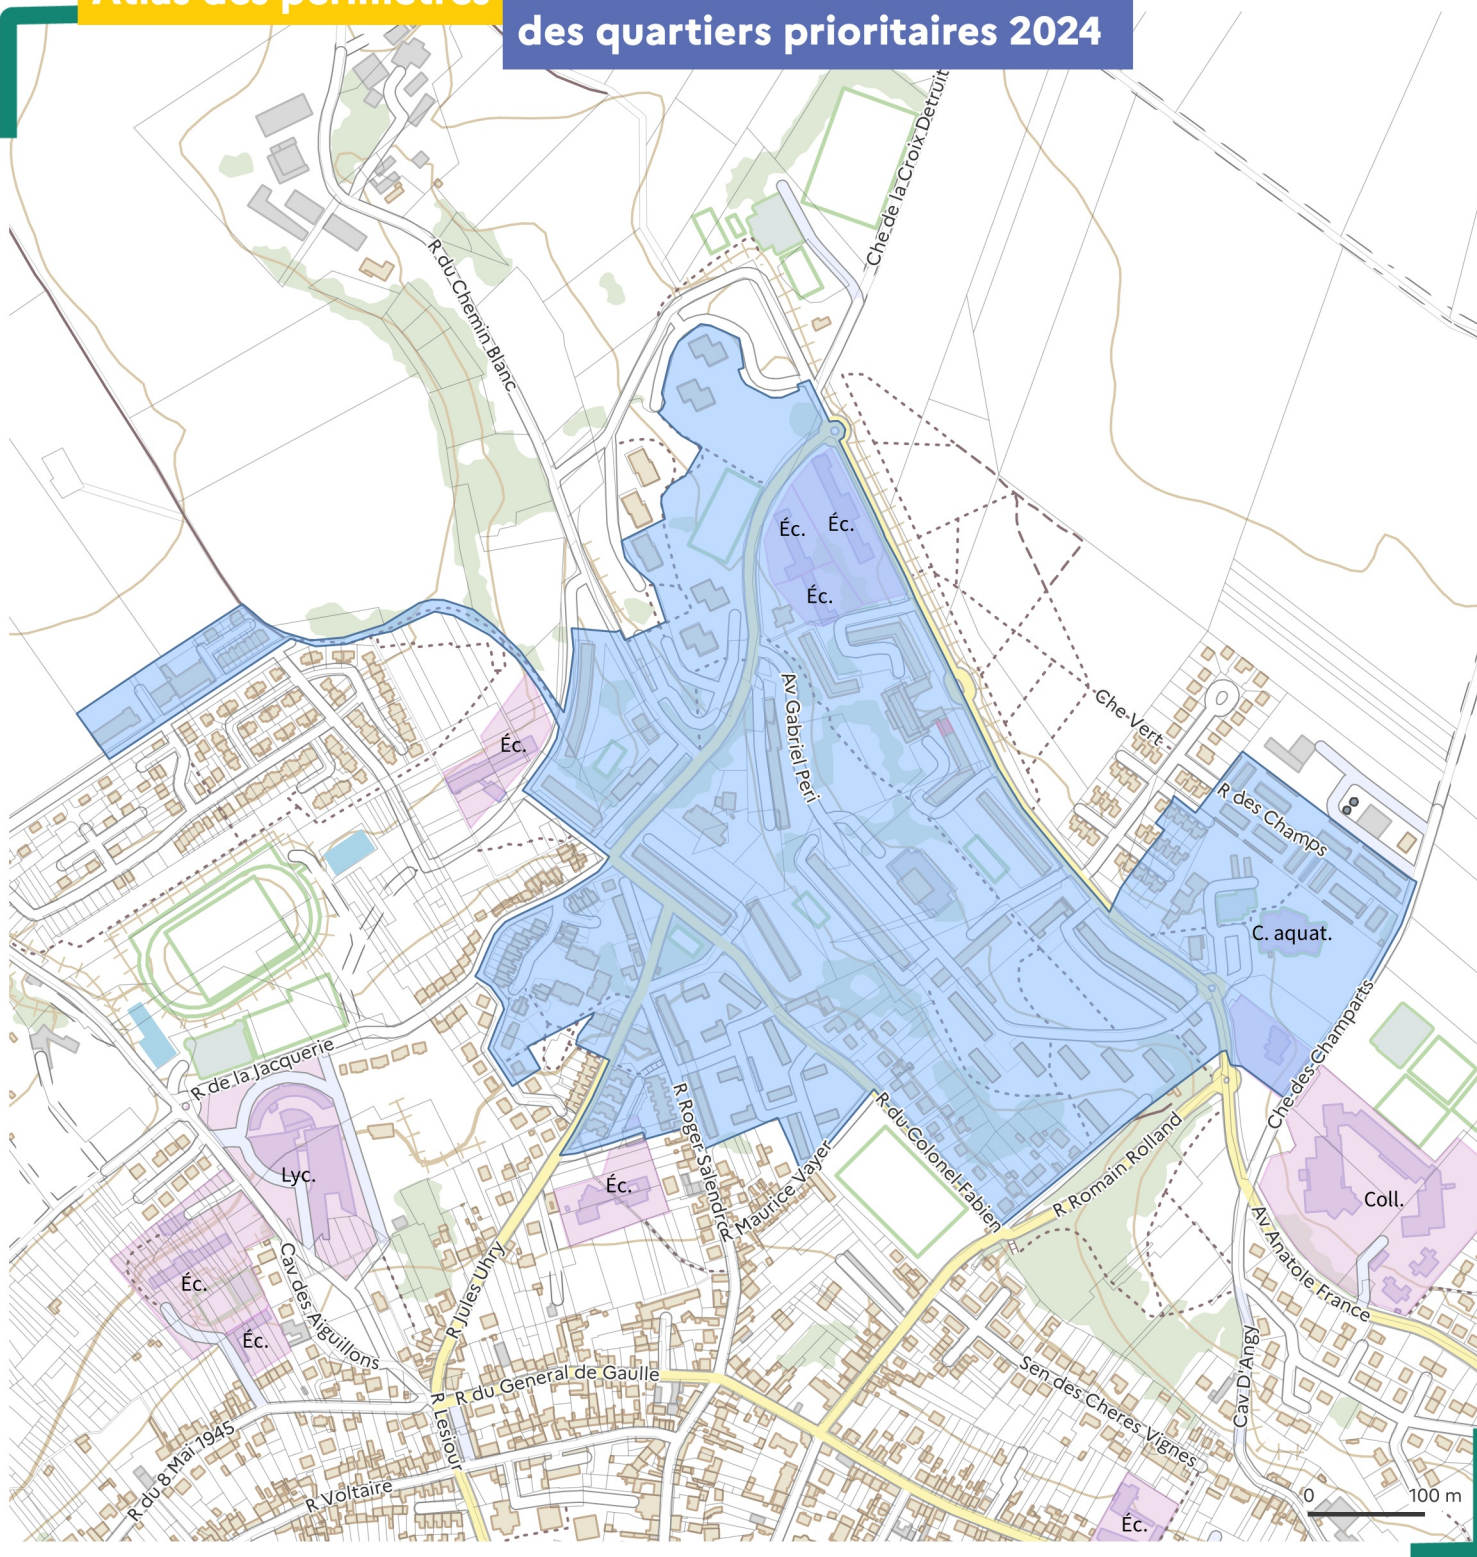 Atlas des périmètres
des quartiers prioritaires 2024
Che de la Croix Detruit
R du Chemin Blanc
Éc.
Éc.
Éc.
Av Gabriel Peri
Che Vert
Éc.
R des Champs
C. aquat.
R de la Jacquerie
Che des Champarts
R Roger Salendro
R du Colonel Fabien
R Maurice Vayer
R Romain Rolland
Lyc.
Éc.
Coll.
Av Anatole France
R Jules Uhry
Cav des Aiguillons
Éc.
Éc.
R du General de Gaulle
Sen des Cheres Vignes
Cav D'Angy
R Lesiour
R du 8 Mai 1945
R Voltaire
0 100 m
Éc.